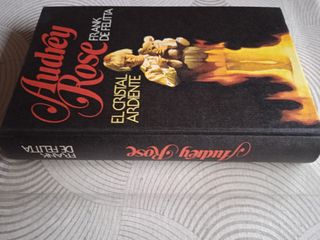 Audrey
Rose
FRANK
DE FELITTA
EL CRISTAL
ARDIENTE
FRANK
DE FELITTA
Audrey Rose